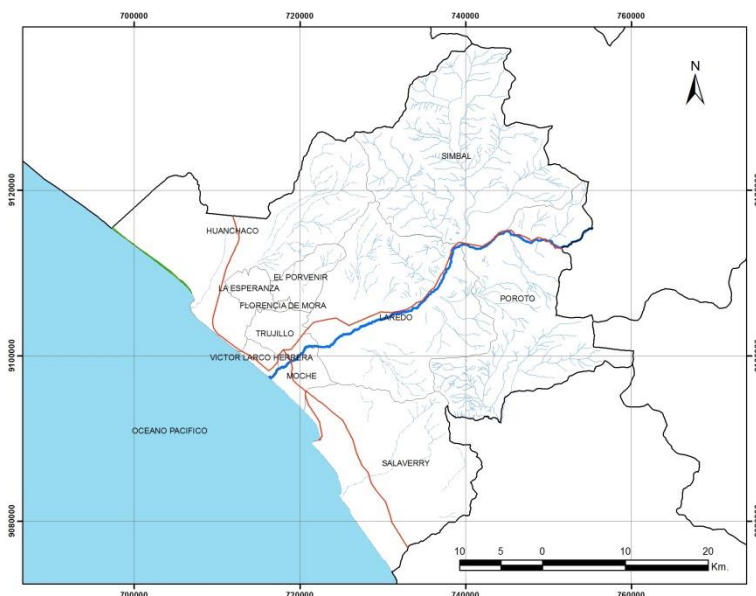 700000 720000 740000 760000
N
SIMBAL
9120000
HUANCHACO
EL PORVENIR
LA ESPERANZA
POROTO
FLORENCIA DE MORA
LAREDO
TRUJILLO
9100000
VICTOR LARCO HERRERA
MOCHE
OCEANO PACIFICO
SALAVERRY
9080000
10 5 0 10 20
Km.
700000 720000 740000 760000